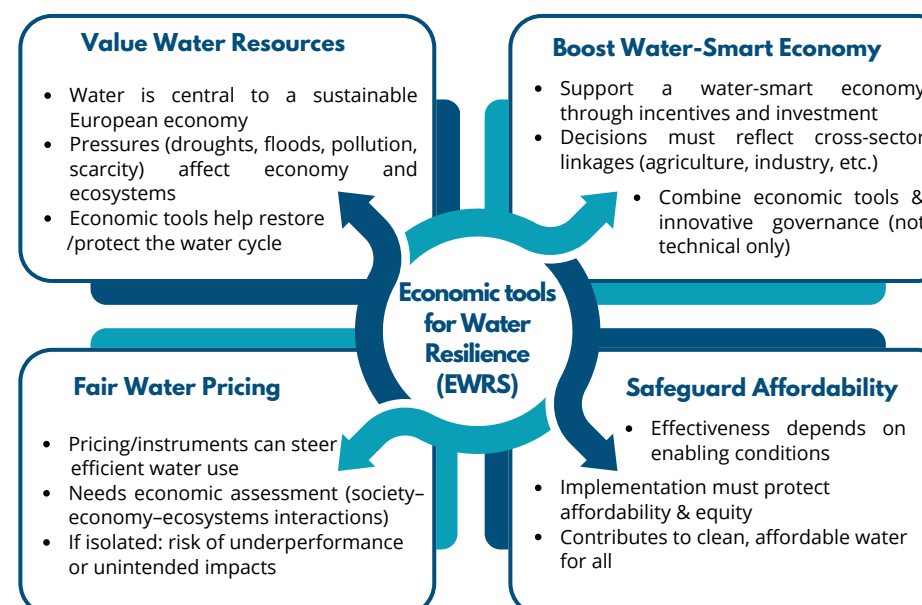 Value Water Resources
• Water is central to a sustainable
European economy
• Pressures (droughts, floods, pollution,
scarcity) affect economy and
ecosystems
• Economic tools help restore
/protect the water cycle
Boost Water-Smart Economy
• Support a water-smart economy
through incentives and investment
• Decisions must reflect cross-sector
linkages (agriculture, industry, etc.)
• Combine economic tools &
innovative governance (not
technical only)
Economic tools
for Water
Resilience
(EWRS)
Fair Water Pricing
• Pricing/instruments can steer
efficient water use
• Needs economic assessment (society–
economy–ecosystems interactions)
• If isolated: risk of underperformance
or unintended impacts
Safeguard Affordability
• Effectiveness depends on
enabling conditions
• Implementation must protect
affordability & equity
• Contributes to clean, affordable water
for all